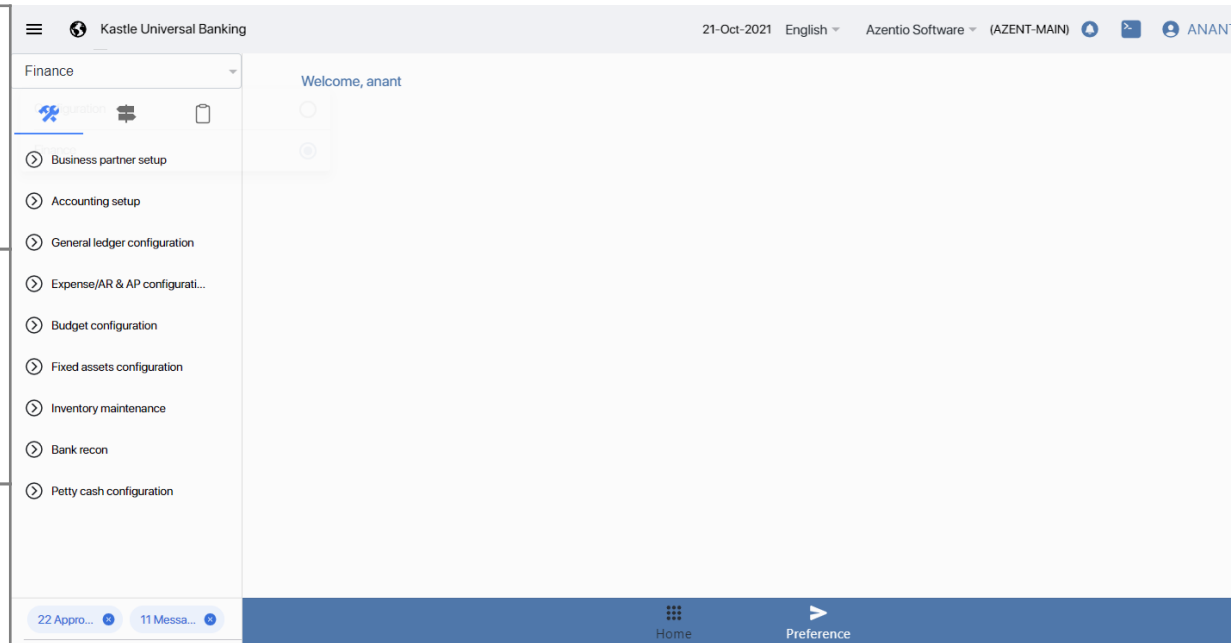 Kastle Universal Banking 21-Oct-2021 English Azentio Software (AZENT-MAIN) ANANT
Finance
Welcome, anant
Business partner setup
Accounting setup
General ledger configuration
Expense/AR & AP configurati...
Budget configuration
Fixed assets configuration
Inventory maintenance
Bank recon
Petty cash configuration
22 Appro... 11 Messa...
Home Preference